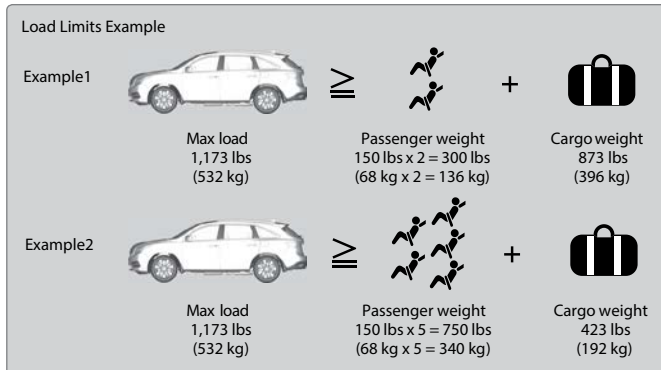 Load Limits Example
Example1
≧ +
Max load Passenger weight Cargo weight
1,173 lbs 150 lbs x 2 = 300 lbs 873 lbs
(532 kg) (68 kg x 2 = 136 kg) (396 kg)
Example2
≧ +
Max load Passenger weight Cargo weight
1,173 lbs 150 lbs x 5 = 750 lbs 423 lbs
(532 kg) (68 kg x 5 = 340 kg) (192 kg)